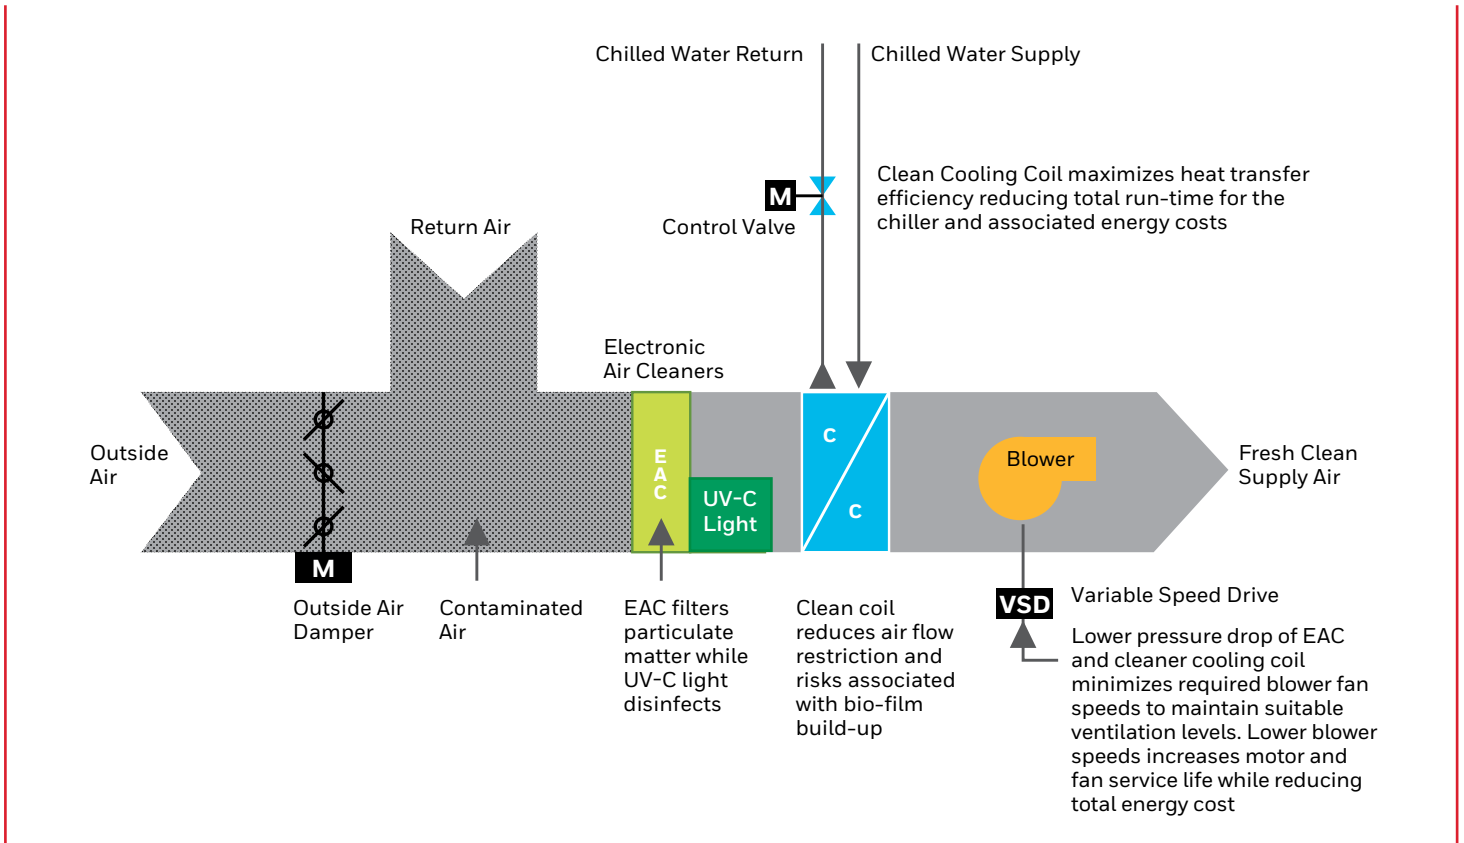 Chilled Water Return
Chilled Water Supply
Clean Cooling Coil maximizes heat transfer
efficiency reducing total run-time for the
chiller and associated energy costs
M
Control Valve
Return Air
Electronic
Air Cleaners
Outside
Air
E
A
C
UV-C
Light
C
C
Blower
Fresh Clean
Supply Air
M
Outside Air
Damper
Contaminated
Air
EAC filters
particulate
matter while
UV-C light
disinfects
Clean coil
reduces air flow
restriction and
risks associated
with bio-film
build-up
VSD
Variable Speed Drive
Lower pressure drop of EAC
and cleaner cooling coil
minimizes required blower fan
speeds to maintain suitable
ventilation levels. Lower blower
speeds increases motor and
fan service life while reducing
total energy cost